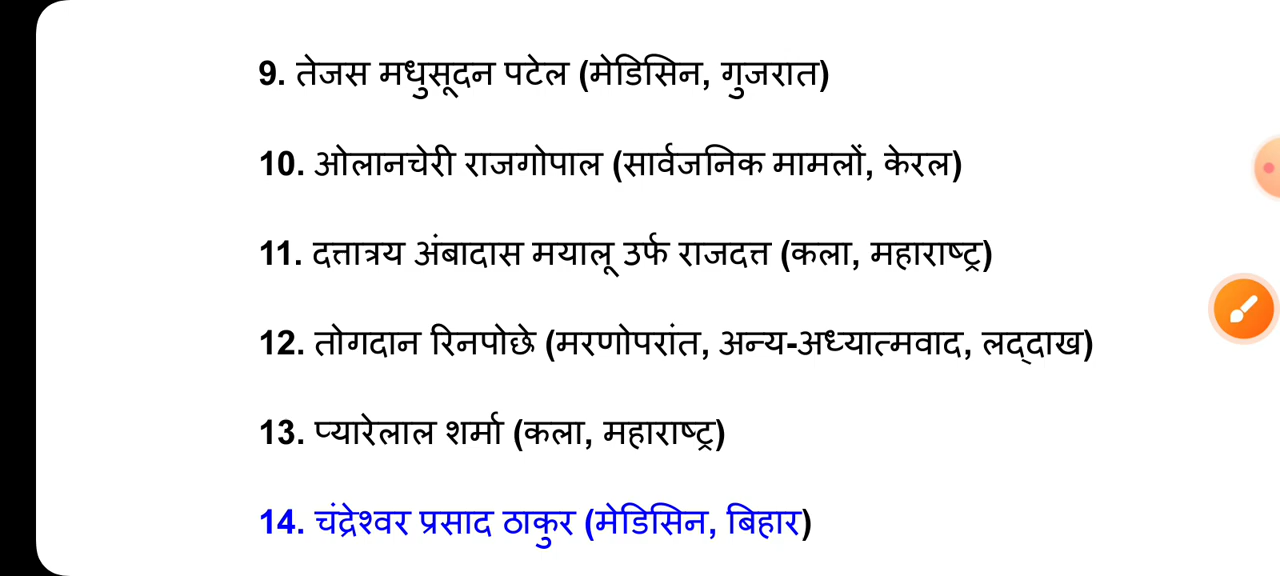 9. तेजस मधुसूदन पटेल (मेडिसिन, गुजरात)
10. ओलानचेरी राजगोपाल (सार्वजनिक मामलों, केरल)
11. दत्तात्रय अंबादास मयालू उर्फ राजदत्त (कला, महाराष्ट्र)
12. तोगदान रिनपोछे (मरणोपरांत, अन्य-अध्यात्मवाद, लद्दाख)
13. प्यारेलाल शर्मा (कला, महाराष्ट्र)
14. चंद्रेश्वर प्रसाद ठाकुर (मेडिसिन, बिहार)